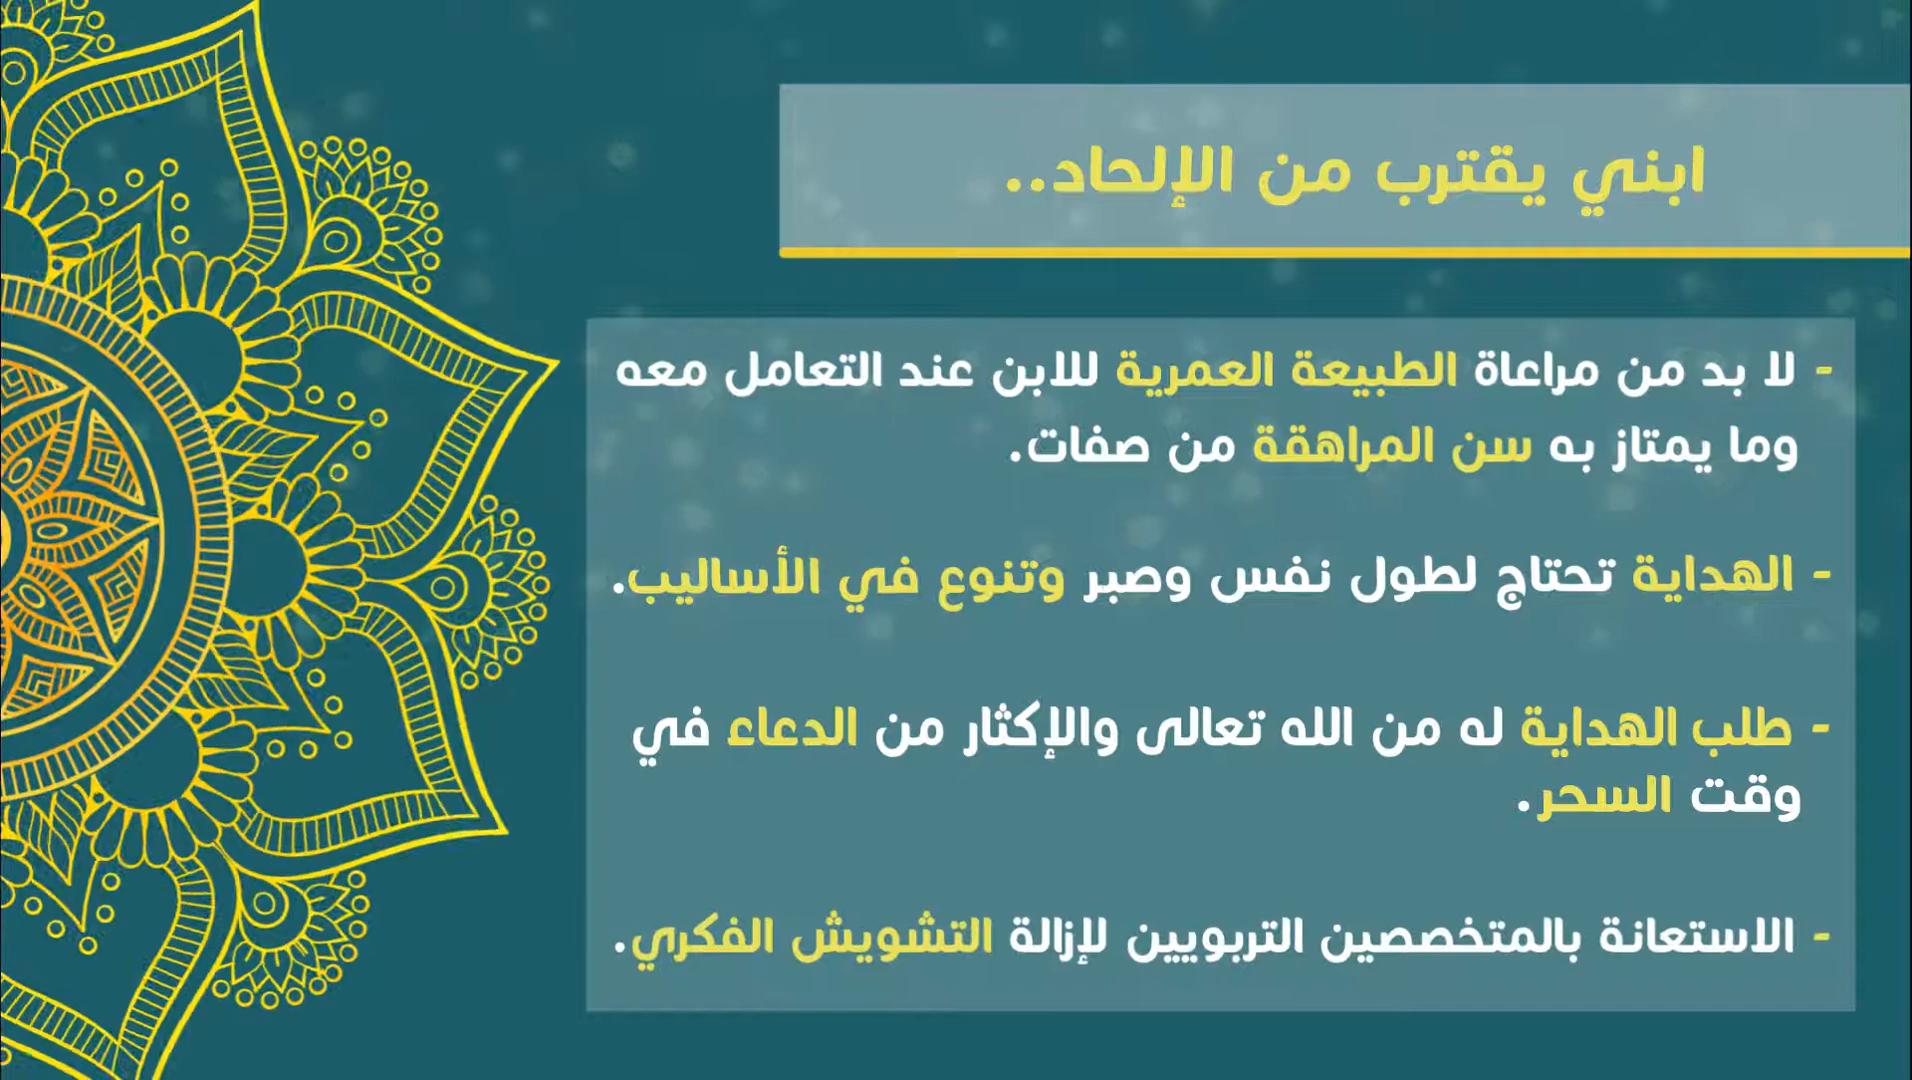 ابني يقترب من الإلحاد..
- لا بد من مراعاة الطبيعة العمرية للابن عند التعامل معه
وما يمتاز به سن المراهقة من صفات.
- الهداية تحتاج لطول نفس وصبر وتنوع في الأساليب.
- طلب الهداية له من الله تعالى والإكثار من الدعاء في
وقت السحر.
- الاستعانة بالمتخصصين التربويين لإزالة التشويش الفكري.